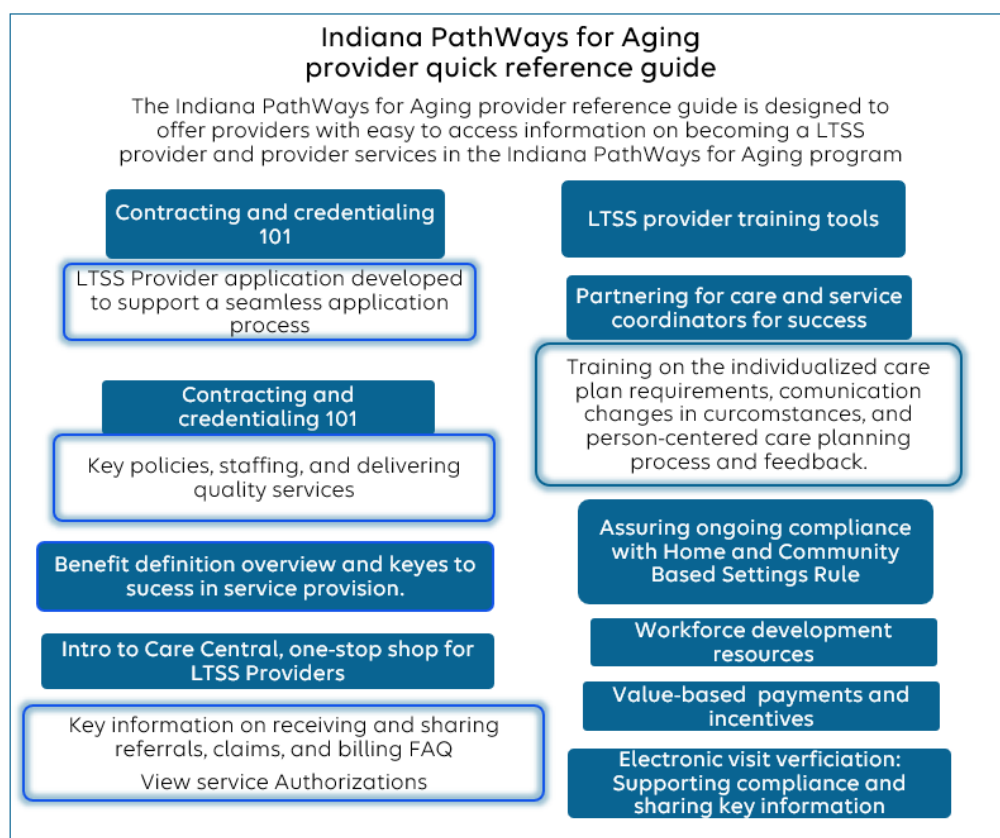 Indiana PathWays for Aging
provider quick reference guide
The Indiana PathWays for Aging provider reference guide is designed to
offer providers with easy to access information on becoming a LTSS
provider and provider services in the Indiana PathWays for Aging program
Contracting and credentialing
101
LTSS Provider application developed
to support a seamless application
process
Contracting and
credentialing 101
Key policies, staffing, and delivering
quality services
Benefit definition overview and keyes to
sucess in service provision.
Intro to Care Central, one-stop shop for
LTSS Providers
Key information on receiving and sharing
referrals, claims, and billing FAQ
View service Authorizations
LTSS provider training tools
Partnering for care and service
coordinators for success
Training on the individualized care
plan requirements, comunication
changes in curcomstances, and
person-centered care planning
process and feedback.
Assuring ongoing compliance
with Home and Community
Based Settings Rule
Workforce development
resources
Value-based payments and
incentives
Electronic visit verficiation:
Supporting compliance and
sharing key information